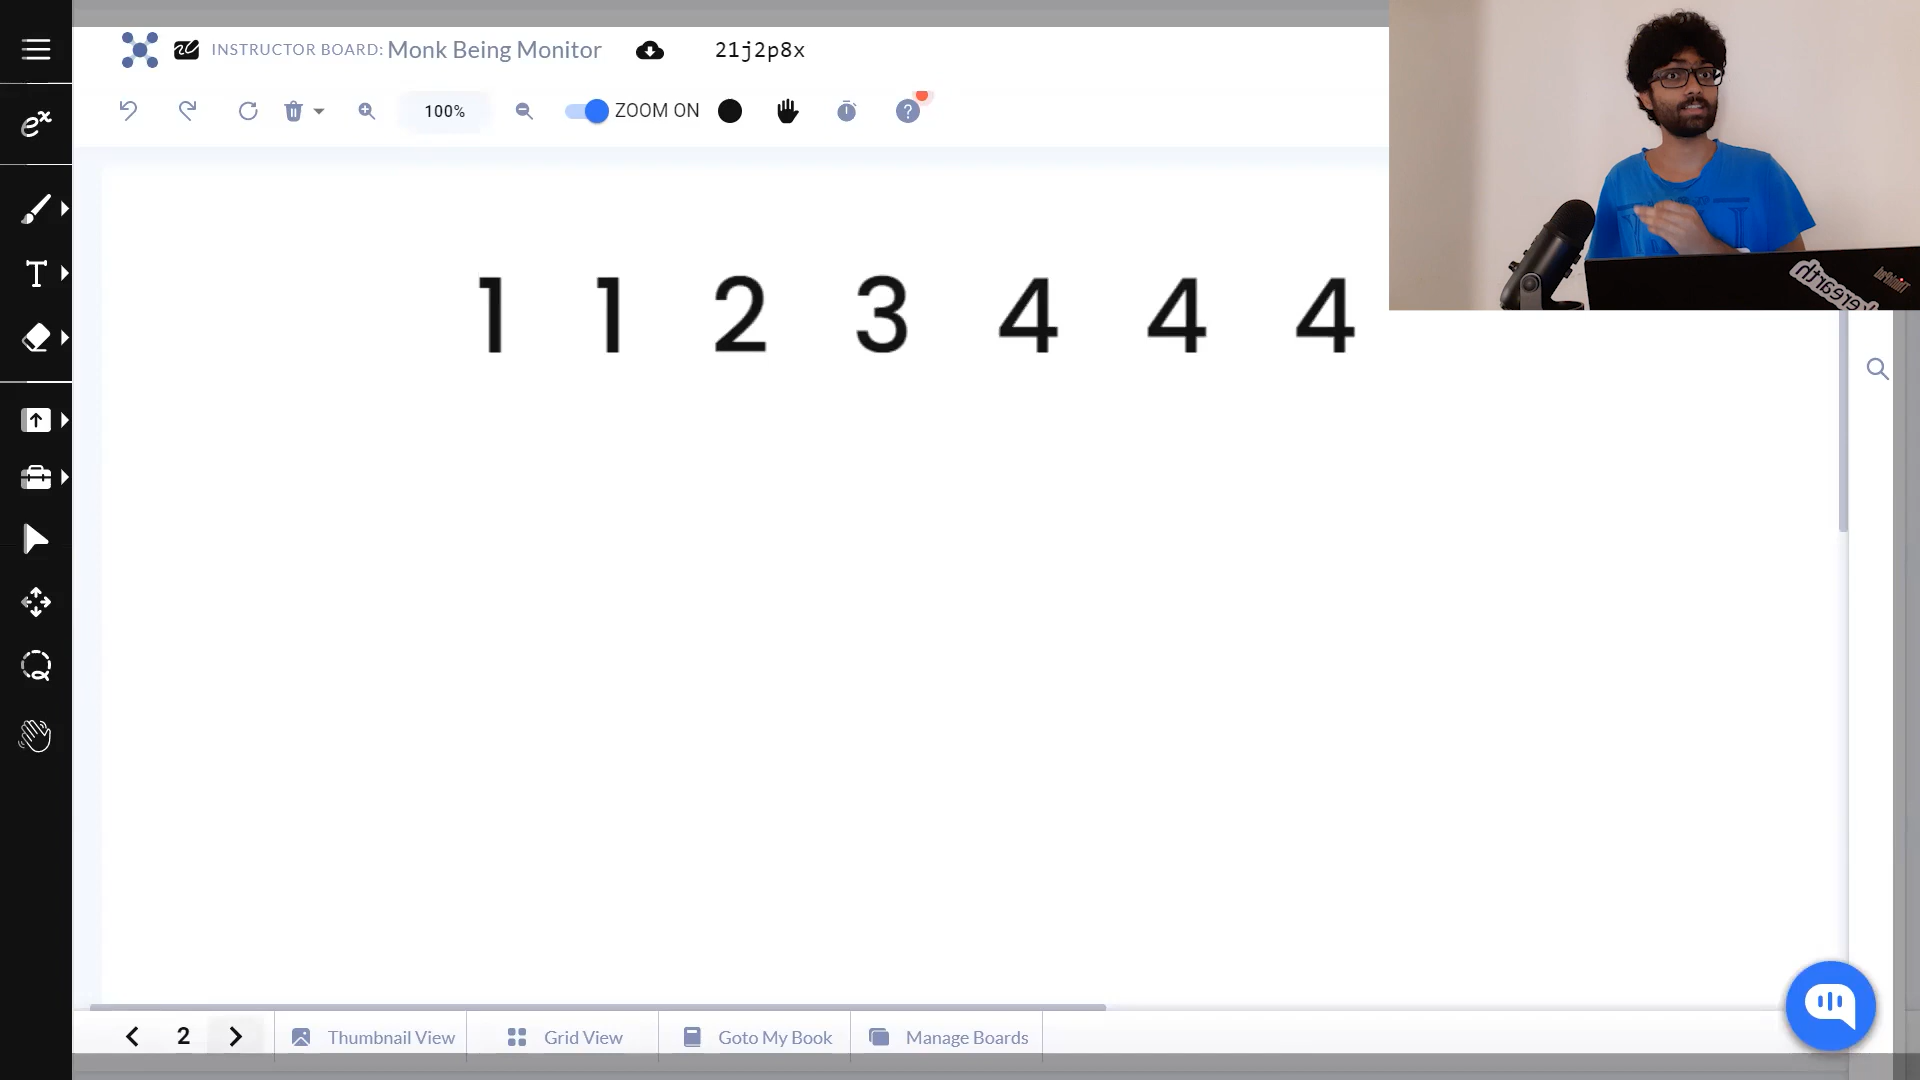 INSTRUCTOR BOARD: Monk Being Monitor 21j2p8x
100% ZOOM ON
1 1 2 3 4 4 4
2 Thumbnail View Grid View Goto My Book Manage Boards